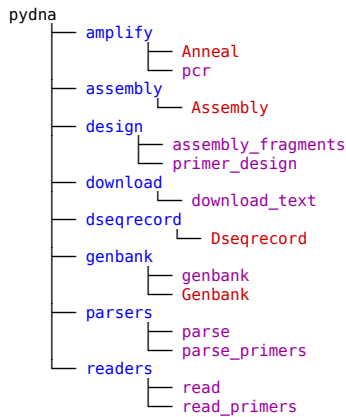 pydna
amplify
Anneal
pcr
assembly
Assembly
design
assembly_fragments
primer_design
download
download_text
dseqrecord
Dseqrecord
genbank
genbank
Genbank
parsers
parse
parse_primers
readers
read
read_primers